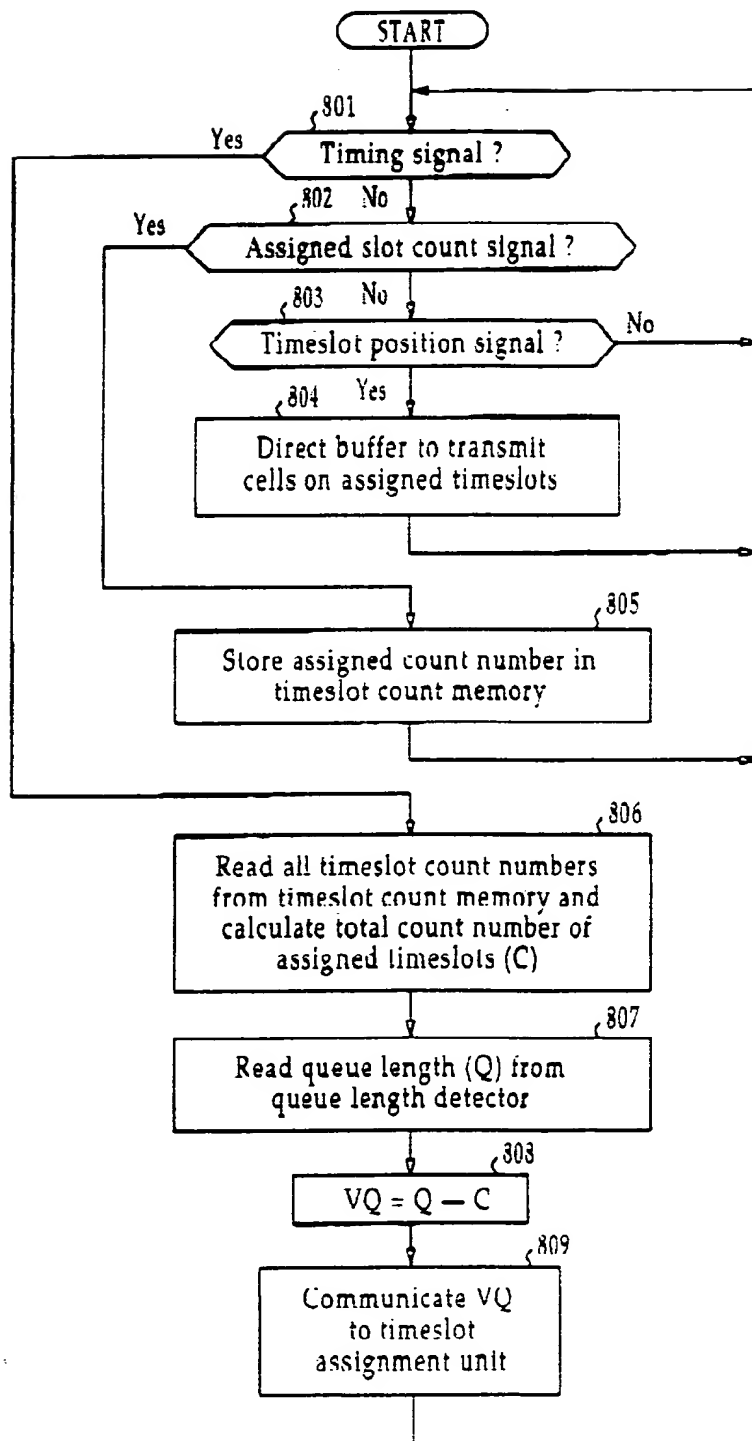 START
801
Yes
Timing signal ?
802
No
Yes
Assigned slot count signal ?
803
No
Timeslot position signal ?
No
804
Yes
Direct buffer to transmit
cells on assigned timeslots
805
Store assigned count number in
timeslot count memory
806
Read all timeslot count numbers
from timeslot count memory and
calculate total count number of
assigned timeslots (C)
807
Read queue length (Q) from
queue length detector
808
VQ = Q − C
809
Communicate VQ
to timeslot
assignment unit